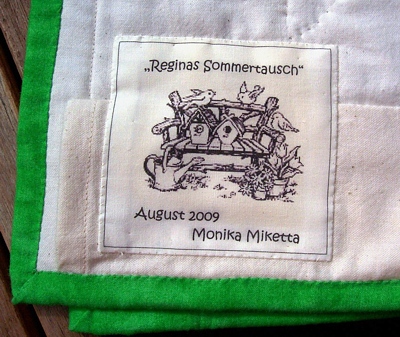 „Reginas Sommertausch“
August 2009
Monika Miketta